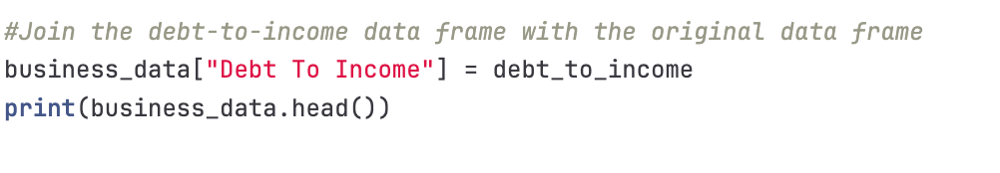 #Join the debt-to-income data frame with the original data frame
business_data["Debt To Income"] = debt_to_income
print(business_data.head())